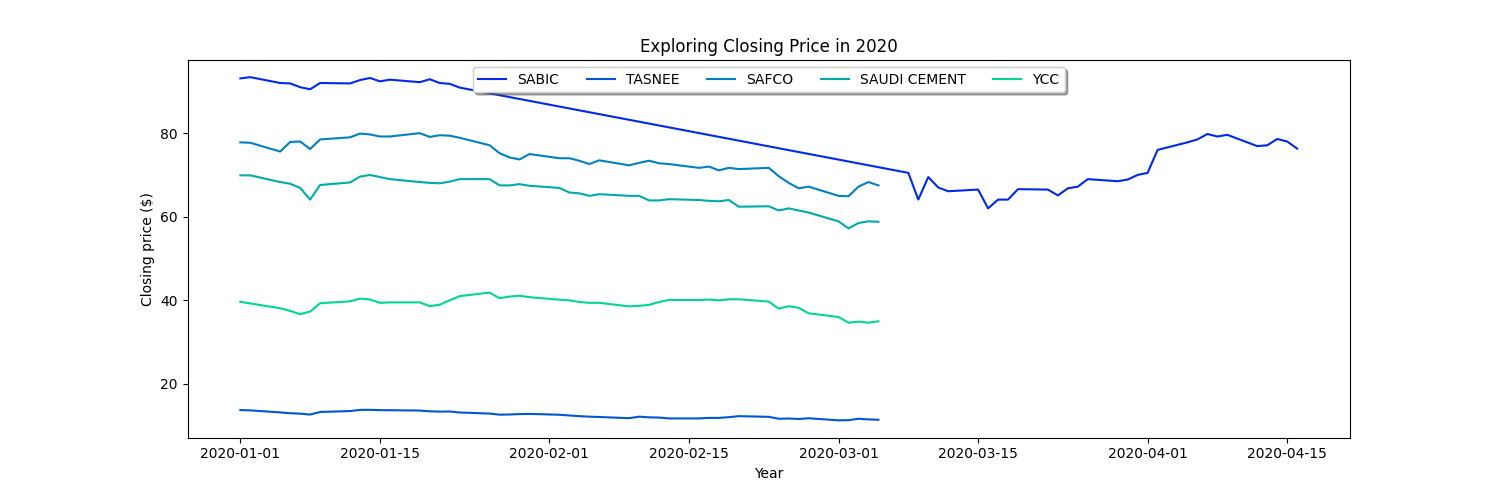 Exploring Closing Price in 2020
SABIC TASNEE SAFCO SAUDI CEMENT YCC
Closing price ($)
80
60
40
20
2020-01-01 2020-01-15 2020-02-01 2020-02-15 2020-03-01 2020-03-15 2020-04-01 2020-04-15
Year